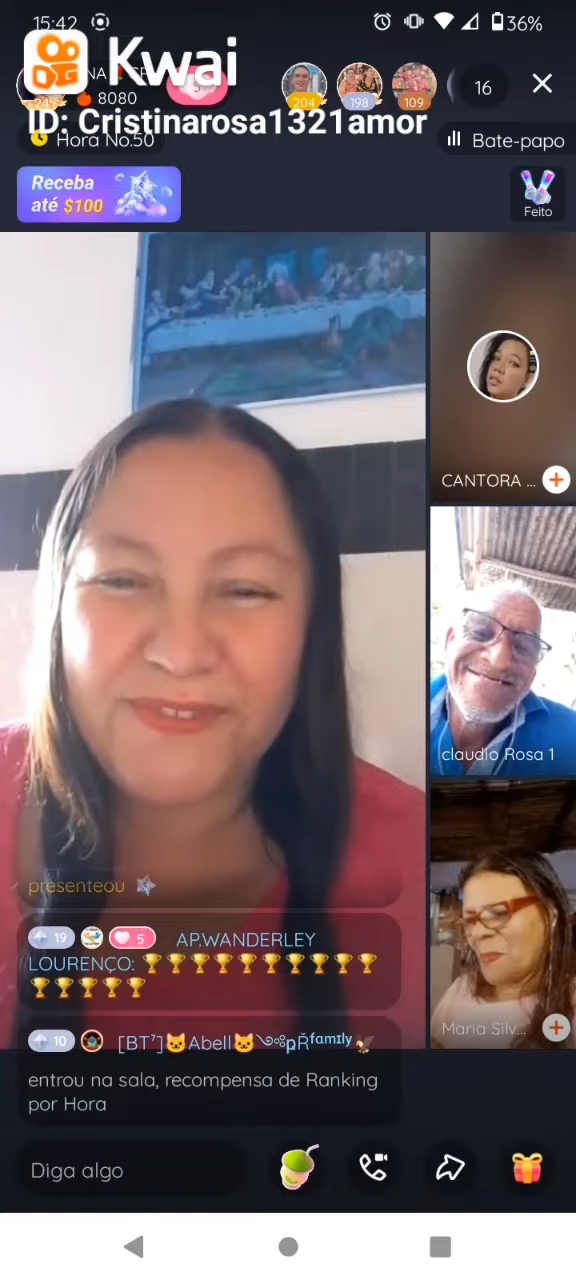 15:42
36%
Kwai
8080
5
204
198
109
16
ID: Cristinarosa1321amor
Hora No.50
Bate-papo
Receba
até $100
Feito
CANTORA ...
claudio Rosa 1
presenteou
19 5 AP.WANDERLEY
LOURENÇO: 🏆🏆🏆🏆🏆🏆🏆🏆🏆🏆
🏆🏆🏆🏆🏆
Maria Silv...
10 [BT⁷]🐱Abell🐱༄༗քŘᶠᵃᵐɪˡʸ🦅
entrou na sala, recompensa de Ranking
por Hora
Diga algo